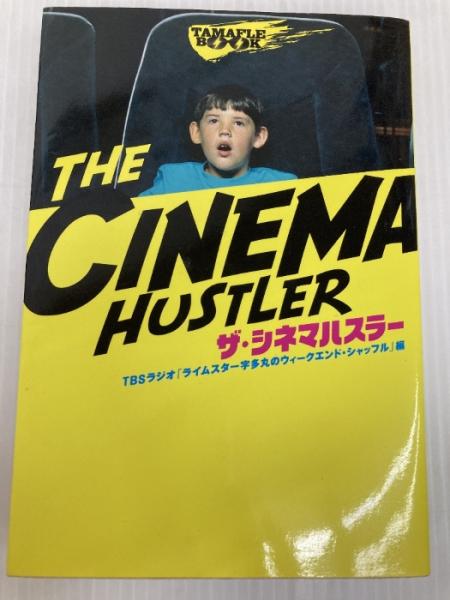 TAMAFLE
BOOK
THE
CINEMA
HUSTLER
ザ・シネマハスラー
TBSラジオ「ライムスター宇多丸のウィークエンド・シャッフル」編